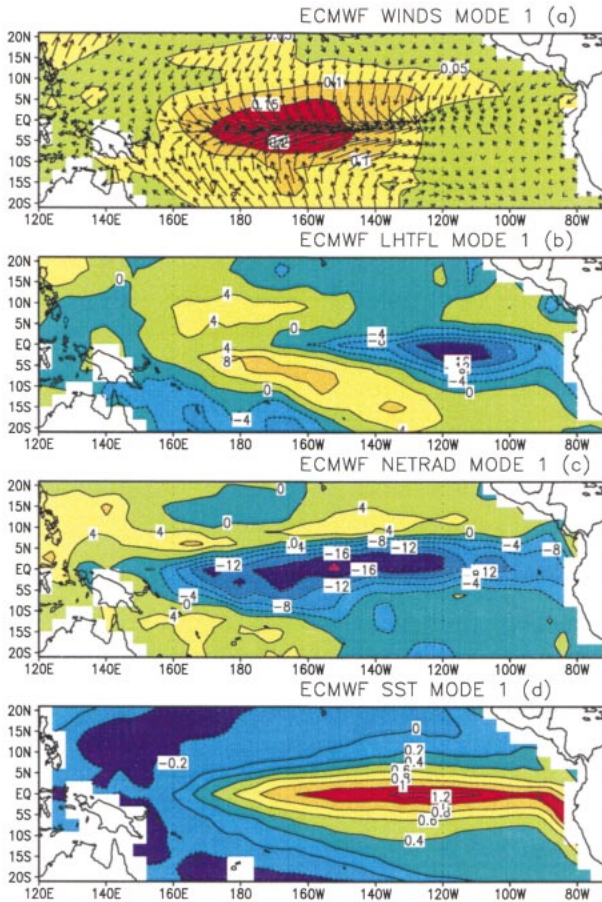 ECMWF WINDS MODE 1 (a)
20N
15N
10N
5N
EQ
5S
10S
15S
20S
0.05
0.1
0.15
120E 140E 160E 180 160W 140W 120W 100W 80W
ECMWF LHTFL MODE 1 (b)
20N
15N
10N
5N
EQ
5S
10S
15S
20S
0
4
4
0
-4
4
8
-4
0
0
-4
4
120E 140E 160E 180 160W 140W 120W 100W 80W
ECMWF NETRAD MODE 1 (c)
20N
15N
10N
5N
EQ
5S
10S
15S
20S
0
4
4
4
0
-8
-4
-12
-12
-8
-16
-16
-12
-4
-4
-12
-8
0
4
0
120E 140E 160E 180 160W 140W 120W 100W 80W
ECMWF SST MODE 1 (d)
20N
15N
10N
5N
EQ
5S
10S
15S
20S
0
-0.2
0.2
0.4
0.8
1
1.2
0.8
0.6
0.4
120E 140E 160E 180 160W 140W 120W 100W 80W